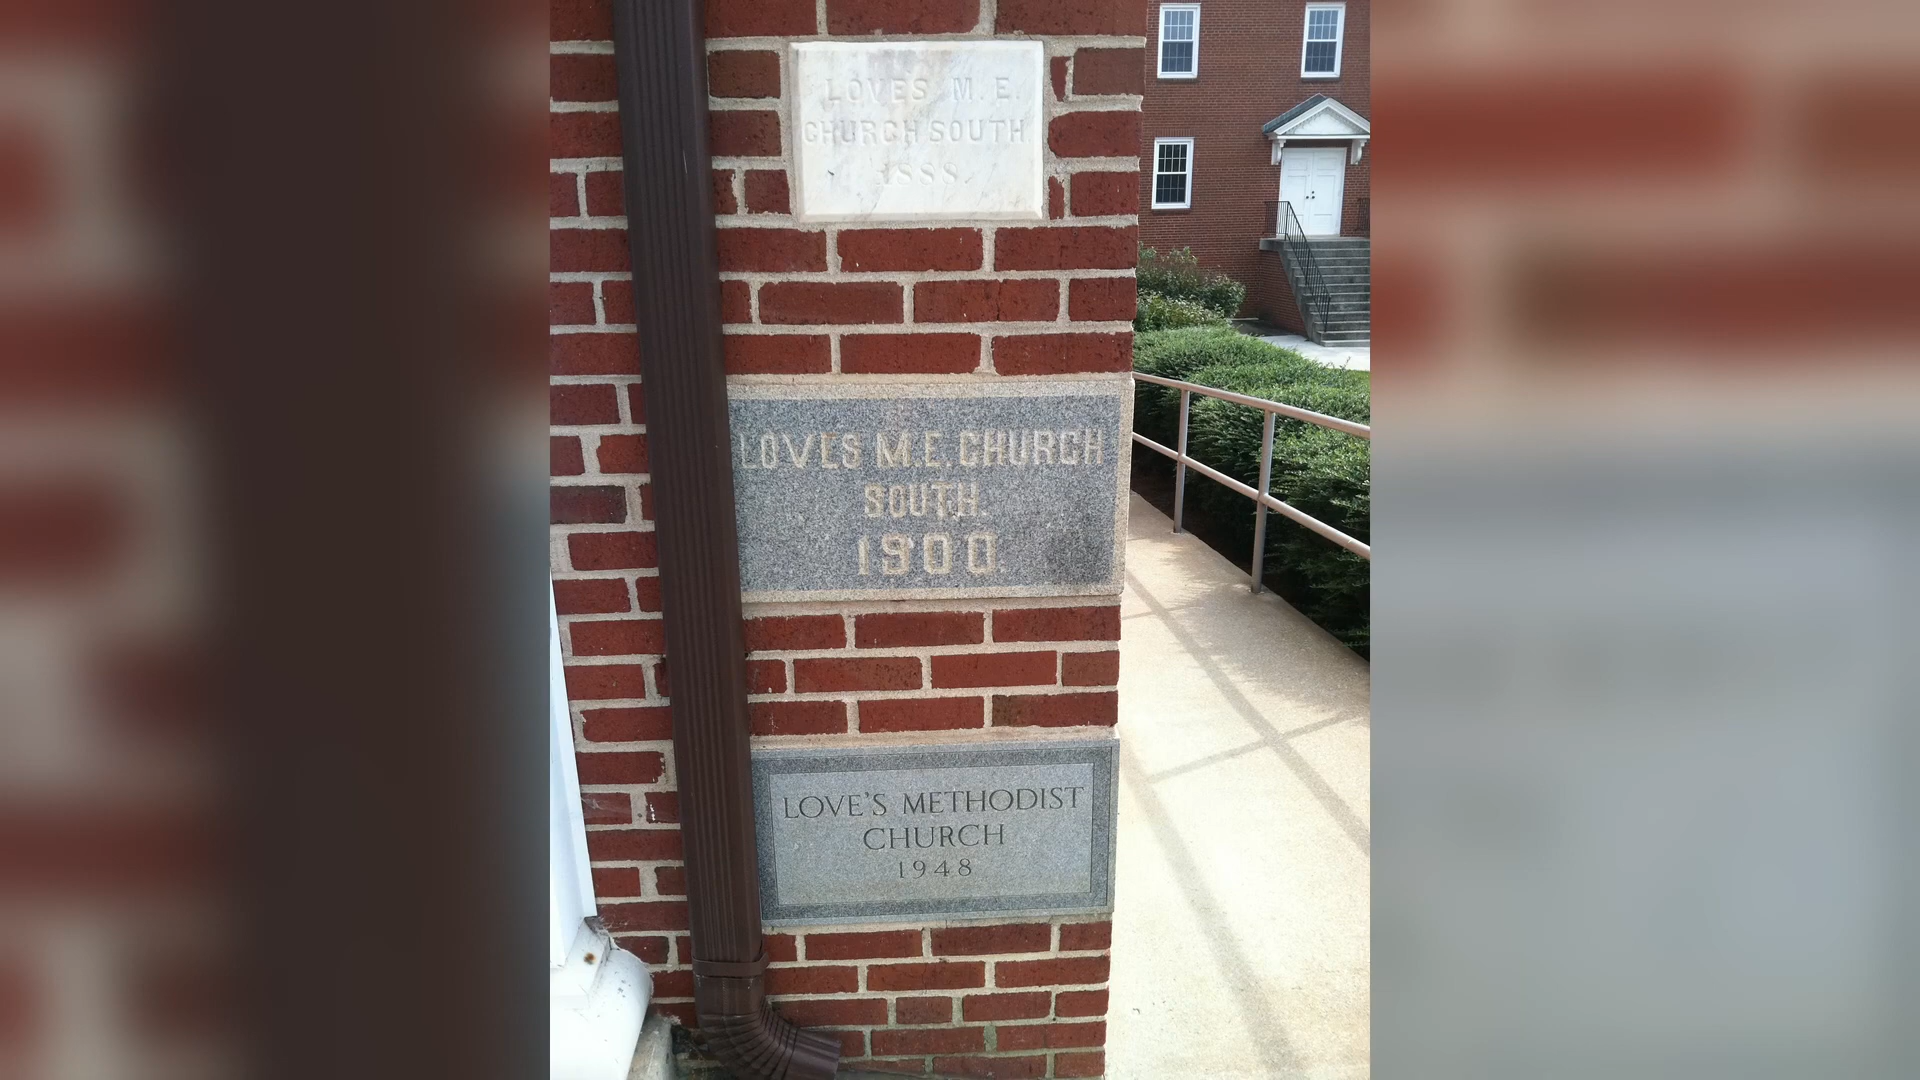 LOVES M. E.
CHURCH SOUTH
1888.
LOVES M.E. CHURCH
SOUTH.
1900
LOVE'S METHODIST
CHURCH
1948